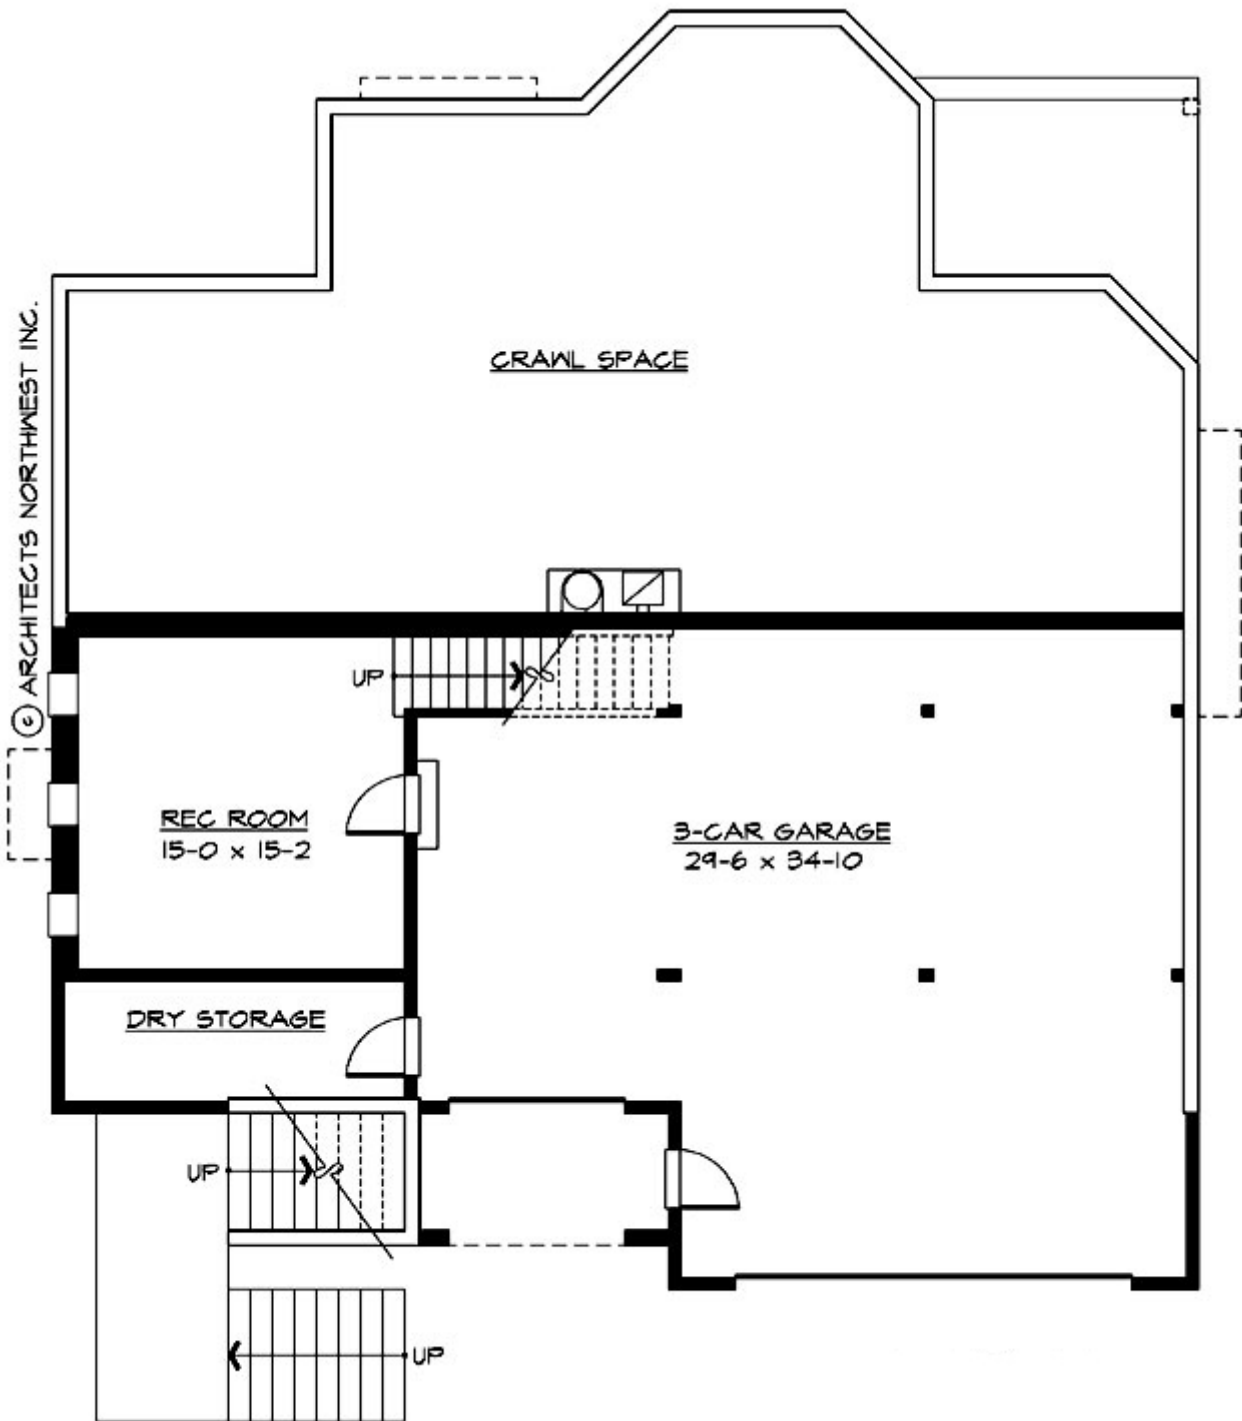 CRAWL SPACE
© ARCHITECTS NORTHWEST INC.
UP
REC ROOM
15-0 x 15-2
3-CAR GARAGE
29-6 x 34-10
DRY STORAGE
UP
UP